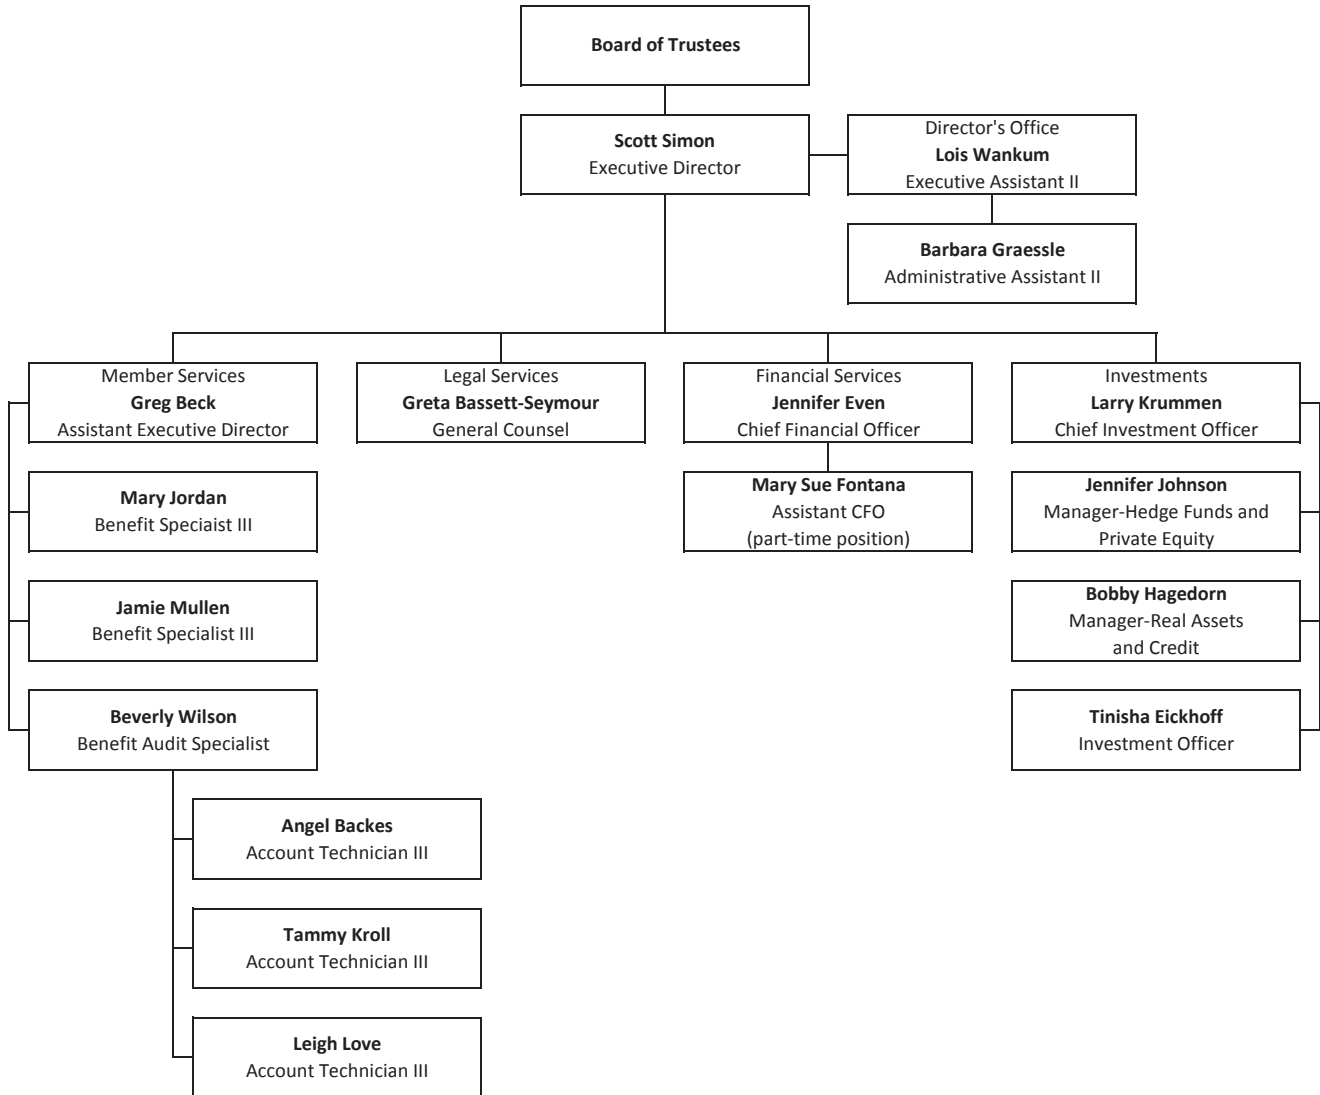 Board of Trustees
Scott Simon
Executive Director
Director's Office
Lois Wankum
Executive Assistant II
Barbara Graessle
Administrative Assistant II
Member Services
Greg Beck
Assistant Executive Director
Legal Services
Greta Bassett-Seymour
General Counsel
Financial Services
Jennifer Even
Chief Financial Officer
Investments
Larry Krummen
Chief Investment Officer
Mary Jordan
Benefit Speciaist III
Mary Sue Fontana
Assistant CFO
(part-time position)
Jennifer Johnson
Manager-Hedge Funds and
Private Equity
Jamie Mullen
Benefit Specialist III
Bobby Hagedorn
Manager-Real Assets
and Credit
Beverly Wilson
Benefit Audit Specialist
Tinisha Eickhoff
Investment Officer
Angel Backes
Account Technician III
Tammy Kroll
Account Technician III
Leigh Love
Account Technician III